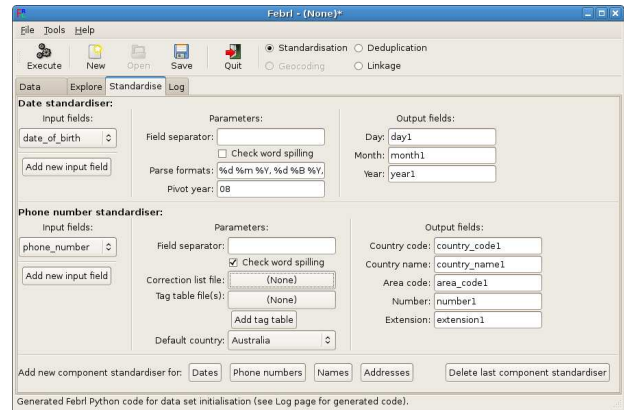 Febrl - (None)*
File Tools Help
Execute New Open Save Quit
Standardisation Deduplication
Geocoding Linkage
Data Explore Standardise Log
Date standardiser:
Input fields: Parameters: Output fields:
date_of_birth Field separator: Day: day1
Check word spilling Month: month1
Add new input field Parse formats: %d %m %Y, %d %B %Y, Year: year1
Pivot year: 08
Phone number standardiser:
Input fields: Parameters: Output fields:
phone_number Field separator: Country code: country_code1
Check word spilling Country name: country_name1
Add new input field Correction list file: (None) Area code: area_code1
Tag table file(s): (None) Number: number1
Add tag table Extension: extension1
Default country: Australia
Add new component standardiser for: Dates Phone numbers Names Addresses Delete last component standardiser
Generated Febrl Python code for data set initialisation (see Log page for generated code).